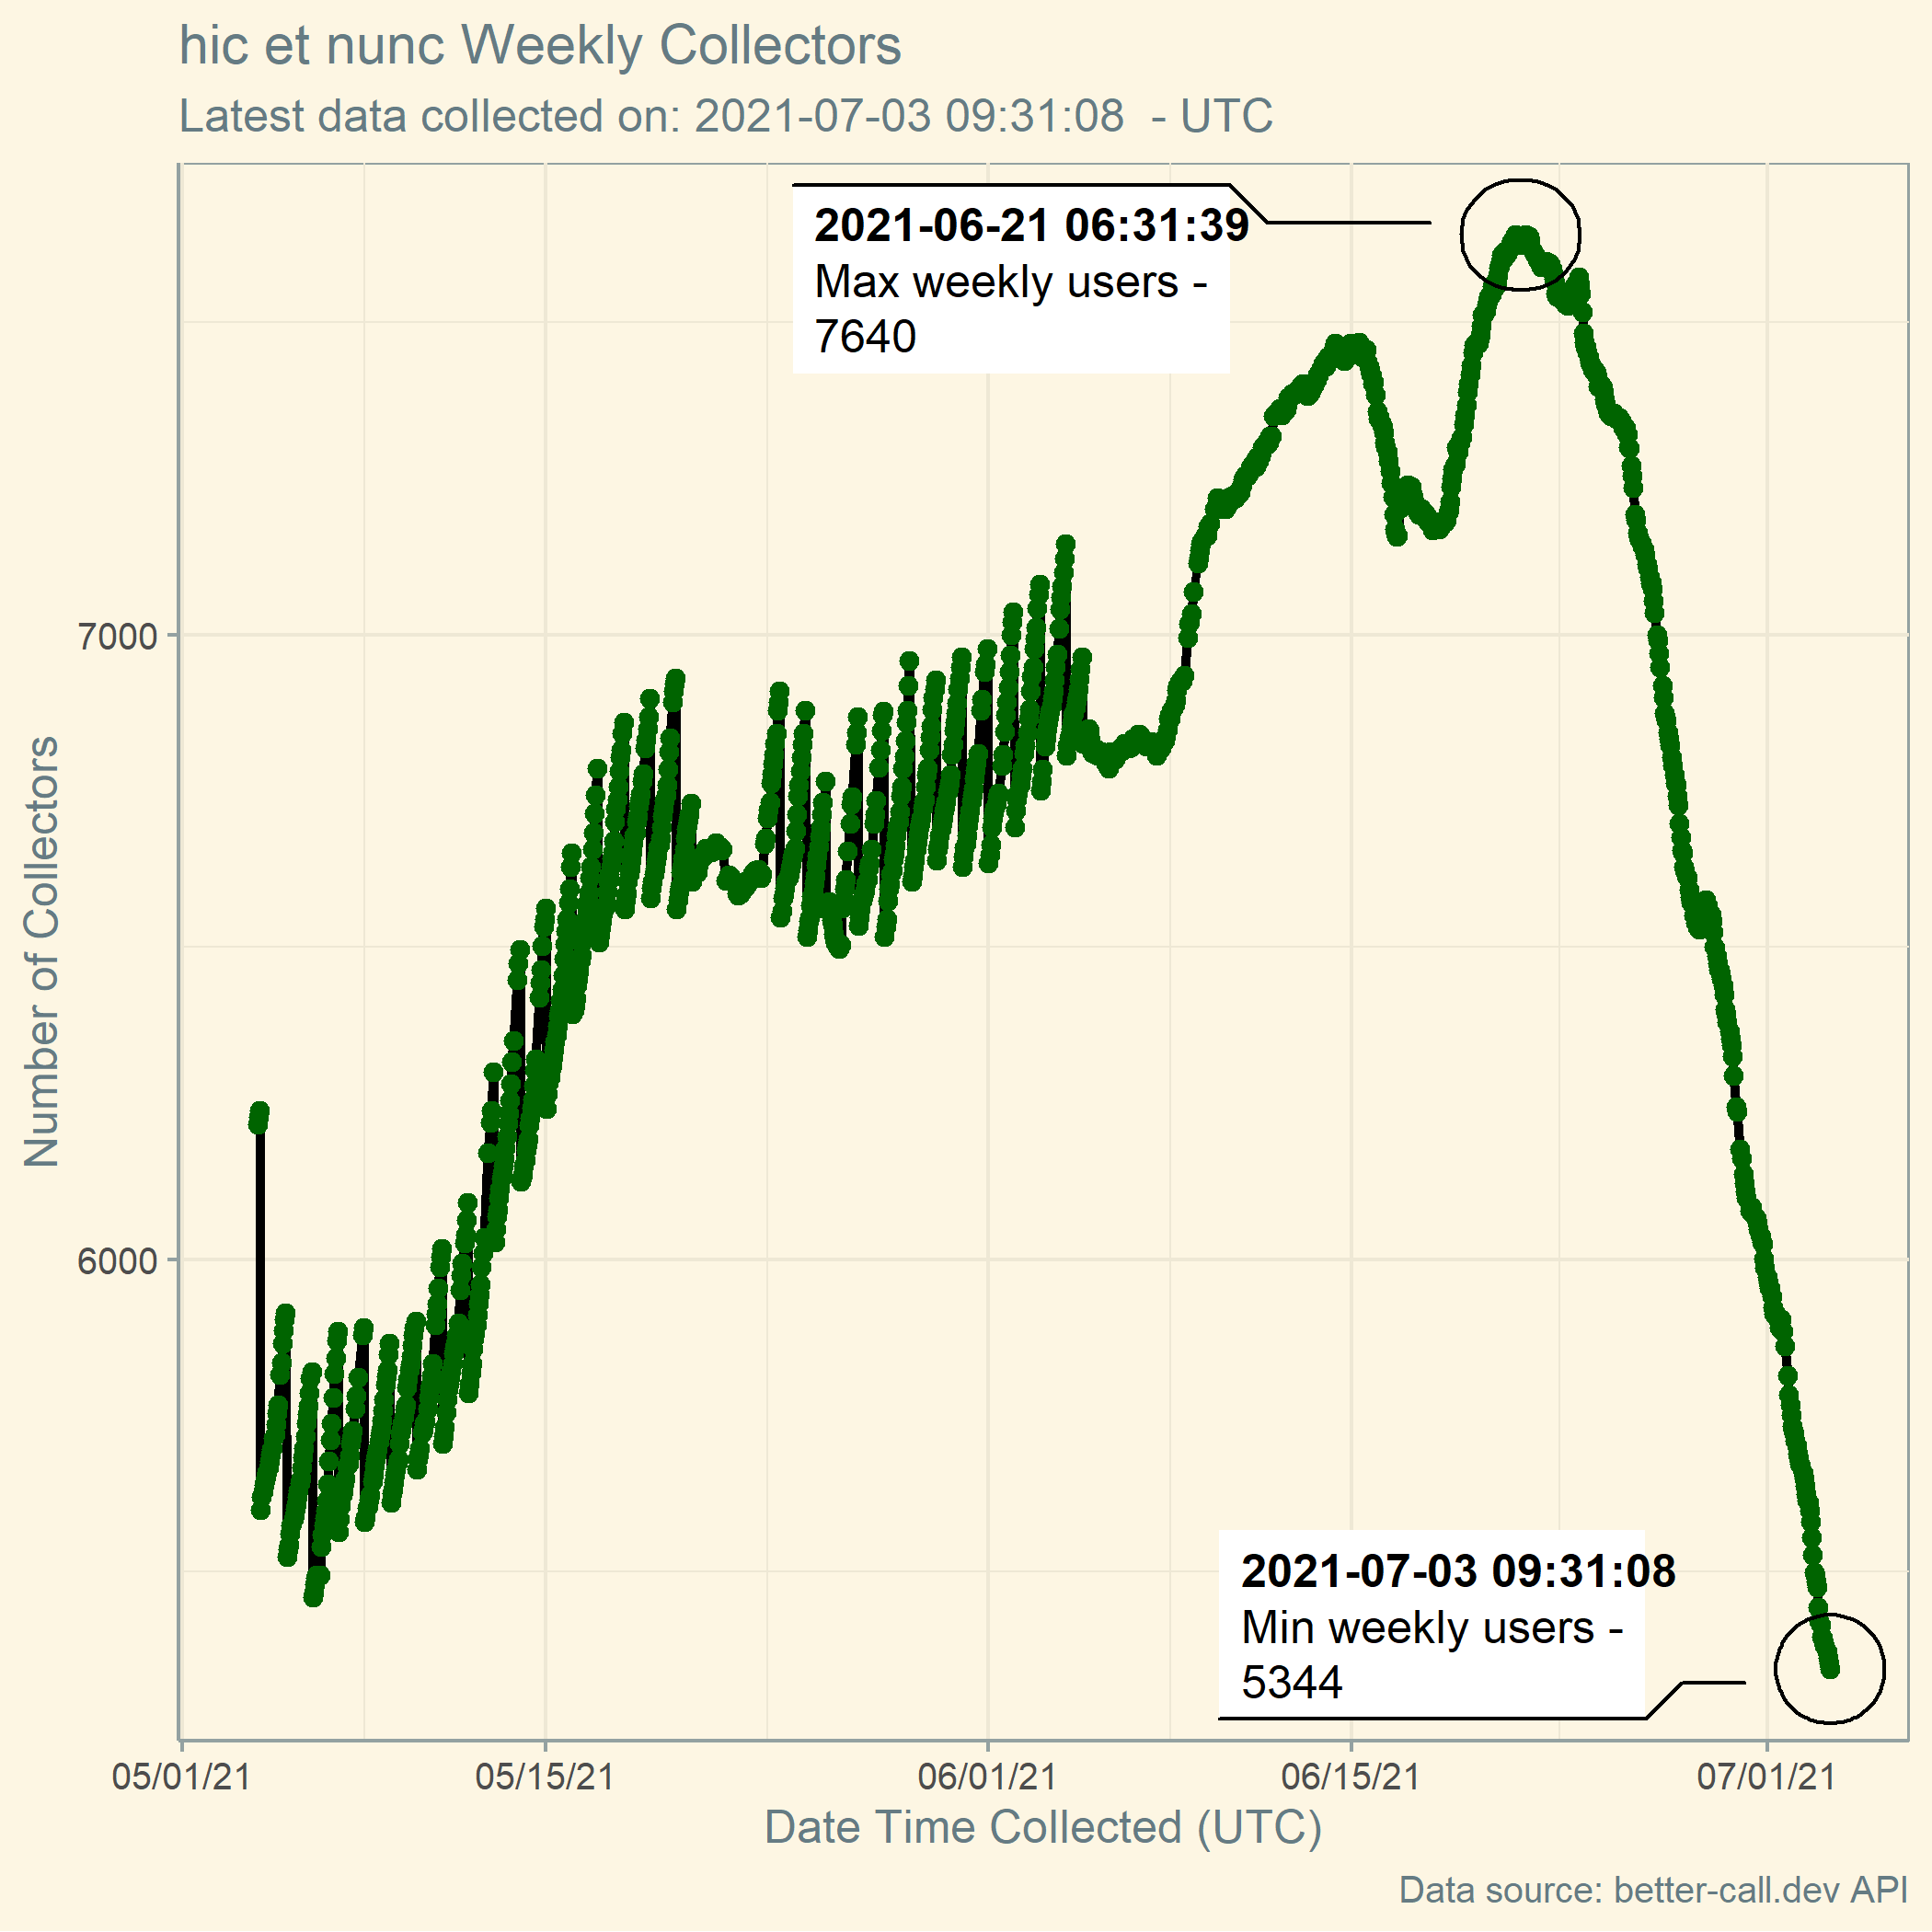 hic et nunc Weekly Collectors
Latest data collected on: 2021-07-03 09:31:08  - UTC
2021-06-21 06:31:39
Max weekly users -
7640
7000
Number of Collectors
6000
2021-07-03 09:31:08
Min weekly users -
5344
05/01/21 05/15/21 06/01/21 06/15/21 07/01/21
Date Time Collected (UTC)
Data source: better-call.dev API